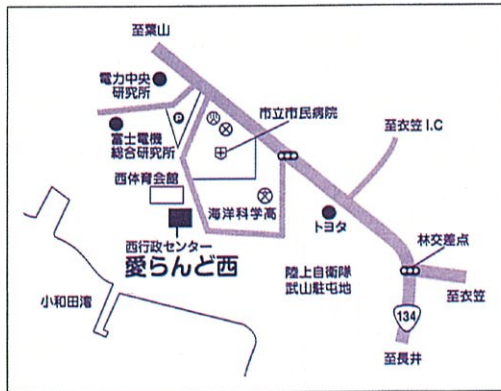 至葉山
電力中央
研究所
P
市立市民病院
富士電機
総合研究所
至衣笠I.C
西体育会館
海洋科学高
トヨタ
林交差点
西行政センター
愛らんど西
陸上自衛隊
武山駐屯地
至衣笠
小和田湾
134
至長井